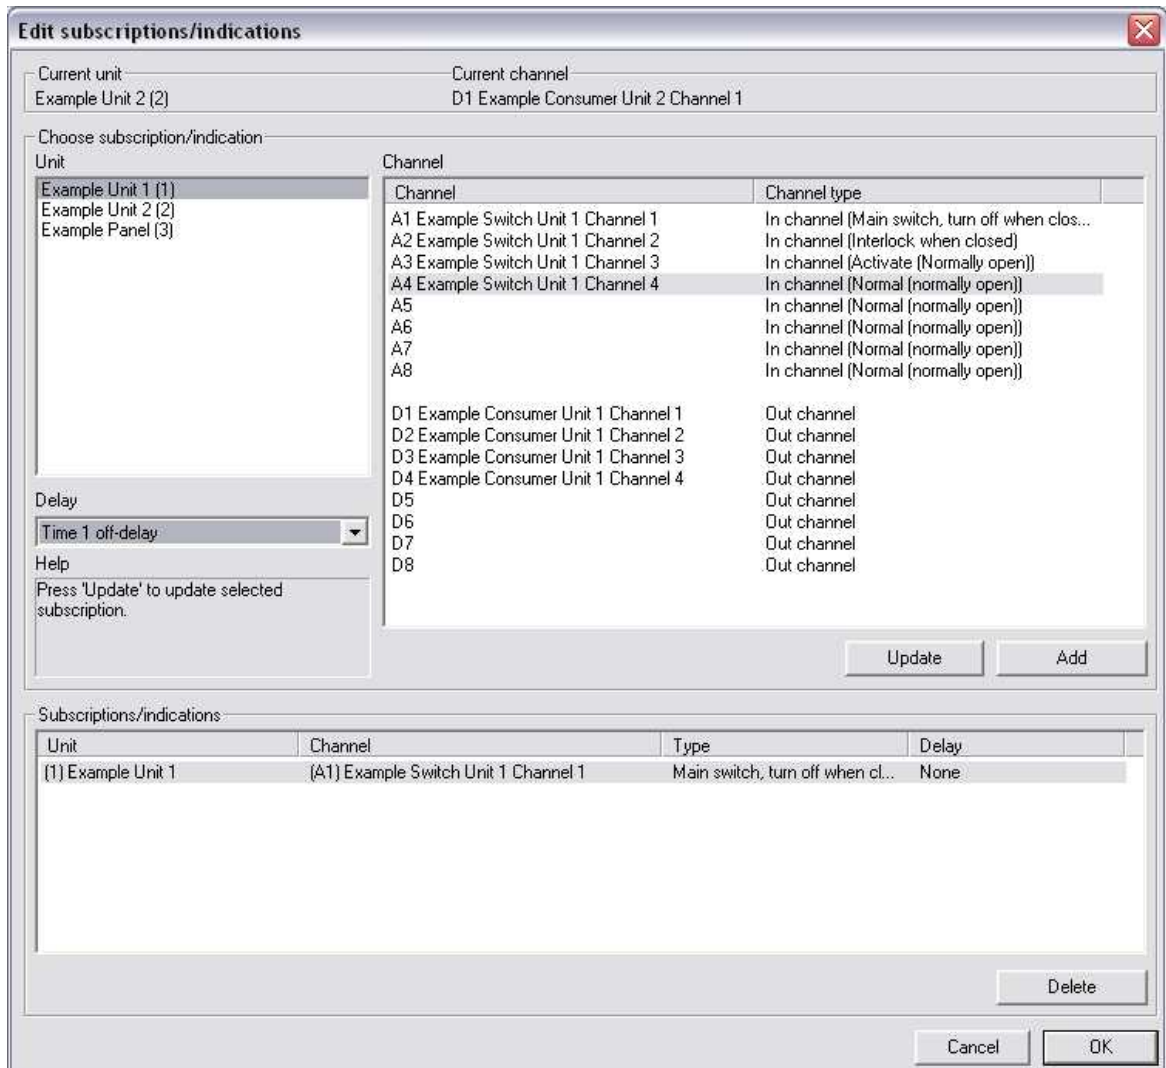 Edit subscriptions/indications
Current unit Current channel
Example Unit 2 (2) D1 Example Consumer Unit 2 Channel 1
Choose subscription/indication
Unit
Example Unit 1 (1)
Example Unit 2 (2)
Example Panel (3)
Delay
Time 1 off-delay
Help
Press 'Update' to update selected
subscription.
Channel
Channel Channel type
A1 Example Switch Unit 1 Channel 1 In channel (Main switch, turn off when clos...
A2 Example Switch Unit 1 Channel 2 In channel (Interlock when closed)
A3 Example Switch Unit 1 Channel 3 In channel (Activate (Normally open))
A4 Example Switch Unit 1 Channel 4 In channel (Normal (normally open))
A5 In channel (Normal (normally open))
A6 In channel (Normal (normally open))
A7 In channel (Normal (normally open))
A8 In channel (Normal (normally open))
D1 Example Consumer Unit 1 Channel 1 Out channel
D2 Example Consumer Unit 1 Channel 2 Out channel
D3 Example Consumer Unit 1 Channel 3 Out channel
D4 Example Consumer Unit 1 Channel 4 Out channel
D5 Out channel
D6 Out channel
D7 Out channel
D8 Out channel
Update Add
Subscriptions/indications
Unit Channel Type Delay
(1) Example Unit 1 (A1) Example Switch Unit 1 Channel 1 Main switch, turn off when cl... None
Delete
Cancel OK